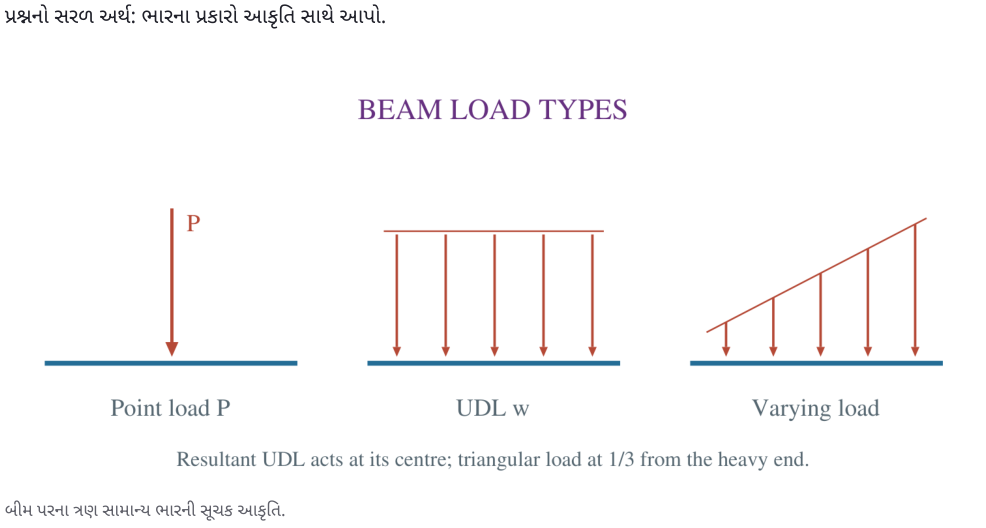 પ્રશ્નનો સરળ અર્થ: ભારના પ્રકારો આકૃતિ સાથે આપો.
BEAM LOAD TYPES
P
Point load P
UDL w
Varying load
Resultant UDL acts at its centre; triangular load at 1/3 from the heavy end.
બીમ પરના ત્રણ સામાન્ય ભારની સૂચક આકૃતિ.